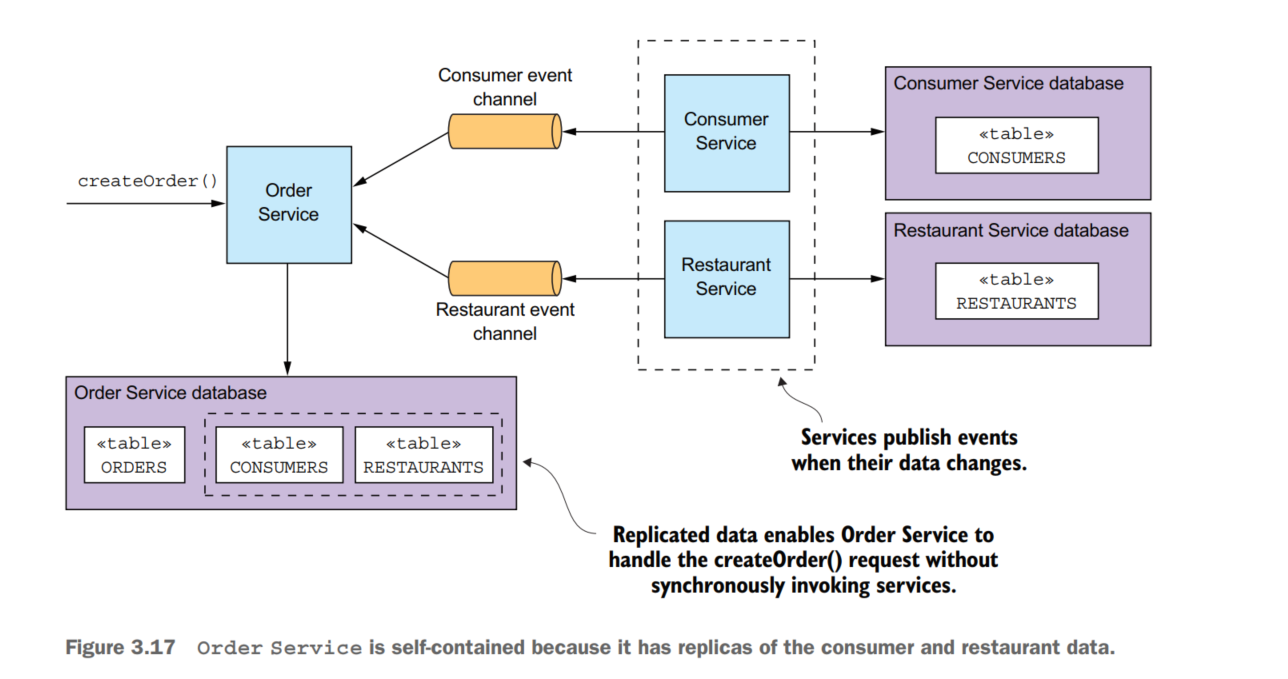 Consumer event
channel
Consumer
Service
Consumer Service database
«table»
CONSUMERS
createOrder()
Order
Service
Restaurant
Service
Restaurant Service database
«table»
RESTAURANTS
Restaurant event
channel
Order Service database
«table»
ORDERS
«table»
CONSUMERS
«table»
RESTAURANTS
Services publish events
when their data changes.
Replicated data enables Order Service to
handle the createOrder() request without
synchronously invoking services.
Figure 3.17 Order Service is self-contained because it has replicas of the consumer and restaurant data.